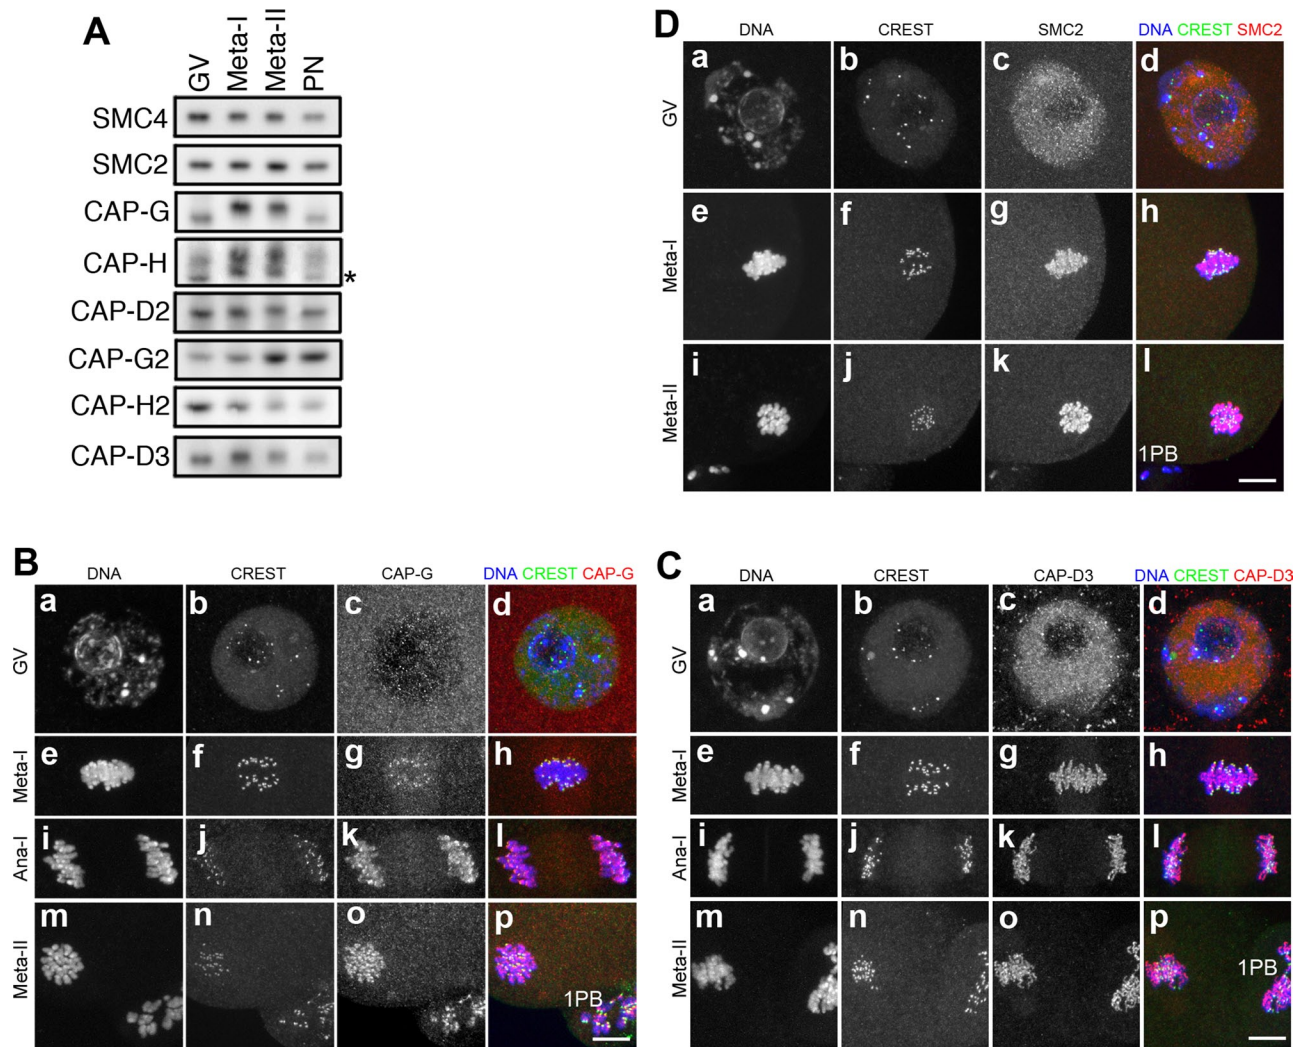 A
GV Meta-I Meta-II PN
SMC4
SMC2
CAP-G
CAP-H *
CAP-D2
CAP-G2
CAP-H2
CAP-D3
D
DNA CREST SMC2 DNA CREST SMC2
GV a b c d
Meta-I e f g h
Meta-II i j k l
1PB
B
DNA CREST CAP-G DNA CREST CAP-G
GV a b c d
Meta-I e f g h
Ana-I i j k l
Meta-II m n o p
1PB
C
DNA CREST CAP-D3 DNA CREST CAP-D3
GV a b c d
Meta-I e f g h
Ana-I i j k l
Meta-II m n o p
1PB